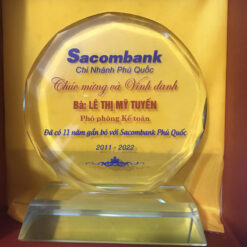 Sacombank
Chi Nhánh Phú Quốc
Chúc mừng và Vinh danh
Bà: LÊ THỊ MỸ TUYẾN
Phó phòng Kế toán
Đã có 11 năm gắn bó với Sacombank Phú Quốc
2011 - 2022